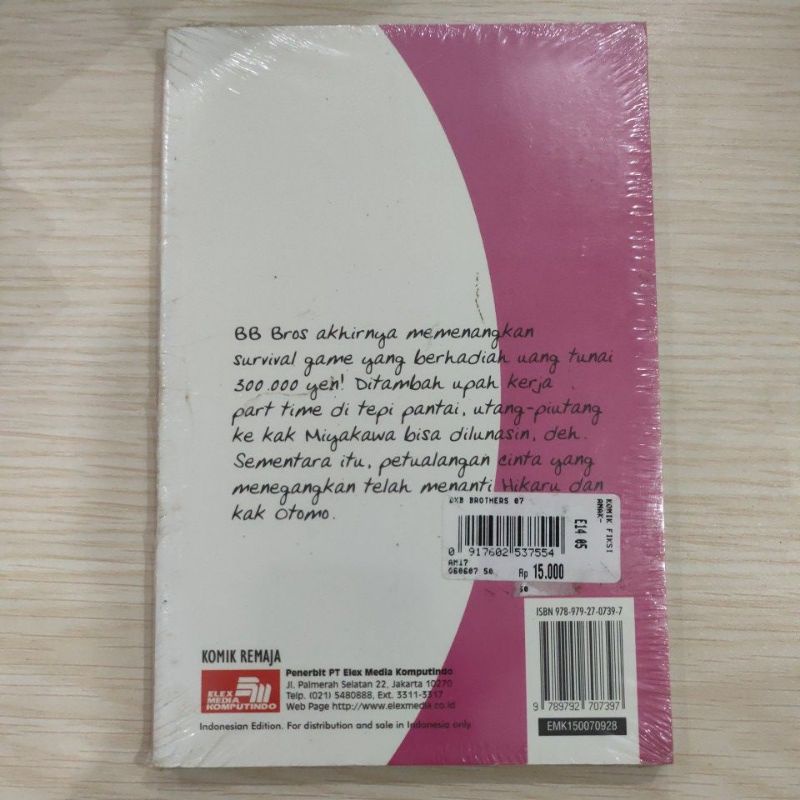 BB Bros akhirnya memenangkan
survival game yang berhadiah uang tunai
300.000 yen! Ditambah upah kerja
part time di tepi pantai, utang-piutang
ke kak Miyakawa bisa dilunasin, deh.
Sementara itu, petualangan cinta yang
menegangkan telah menanti Hikaru dan
kak Otomo.
BXB BROTHERS 07
KOMIK FIKSI
ANAK-
E14 05
0 917602 537554
AM17
060607 50
Rp 15.000
50
ISBN 978-979-27-0739-7
9 789792 707397
EMK150070928
KOMIK REMAJA
ELEX
MEDIA
KOMPUTINDO
Penerbit PT Elex Media Komputindo
Jl. Palmerah Selatan 22, Jakarta 10270
Telp. (021) 5480888, Ext. 3311-3317
Web Page http://www.elexmedia.co.id
Indonesian Edition. For distribution and sale in Indonesia only.